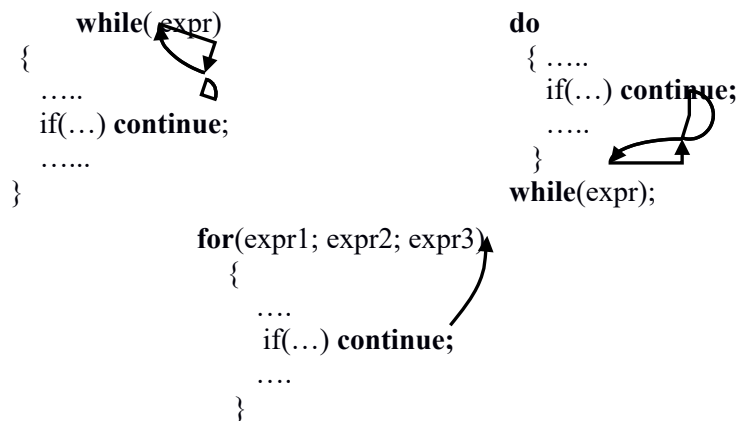 while( expr)
{
…..
if(…) continue;
…...
}
do
{ …..
if(…) continue;
…..
}
while(expr);
for(expr1; expr2; expr3)
{
….
if(…) continue;
….
}